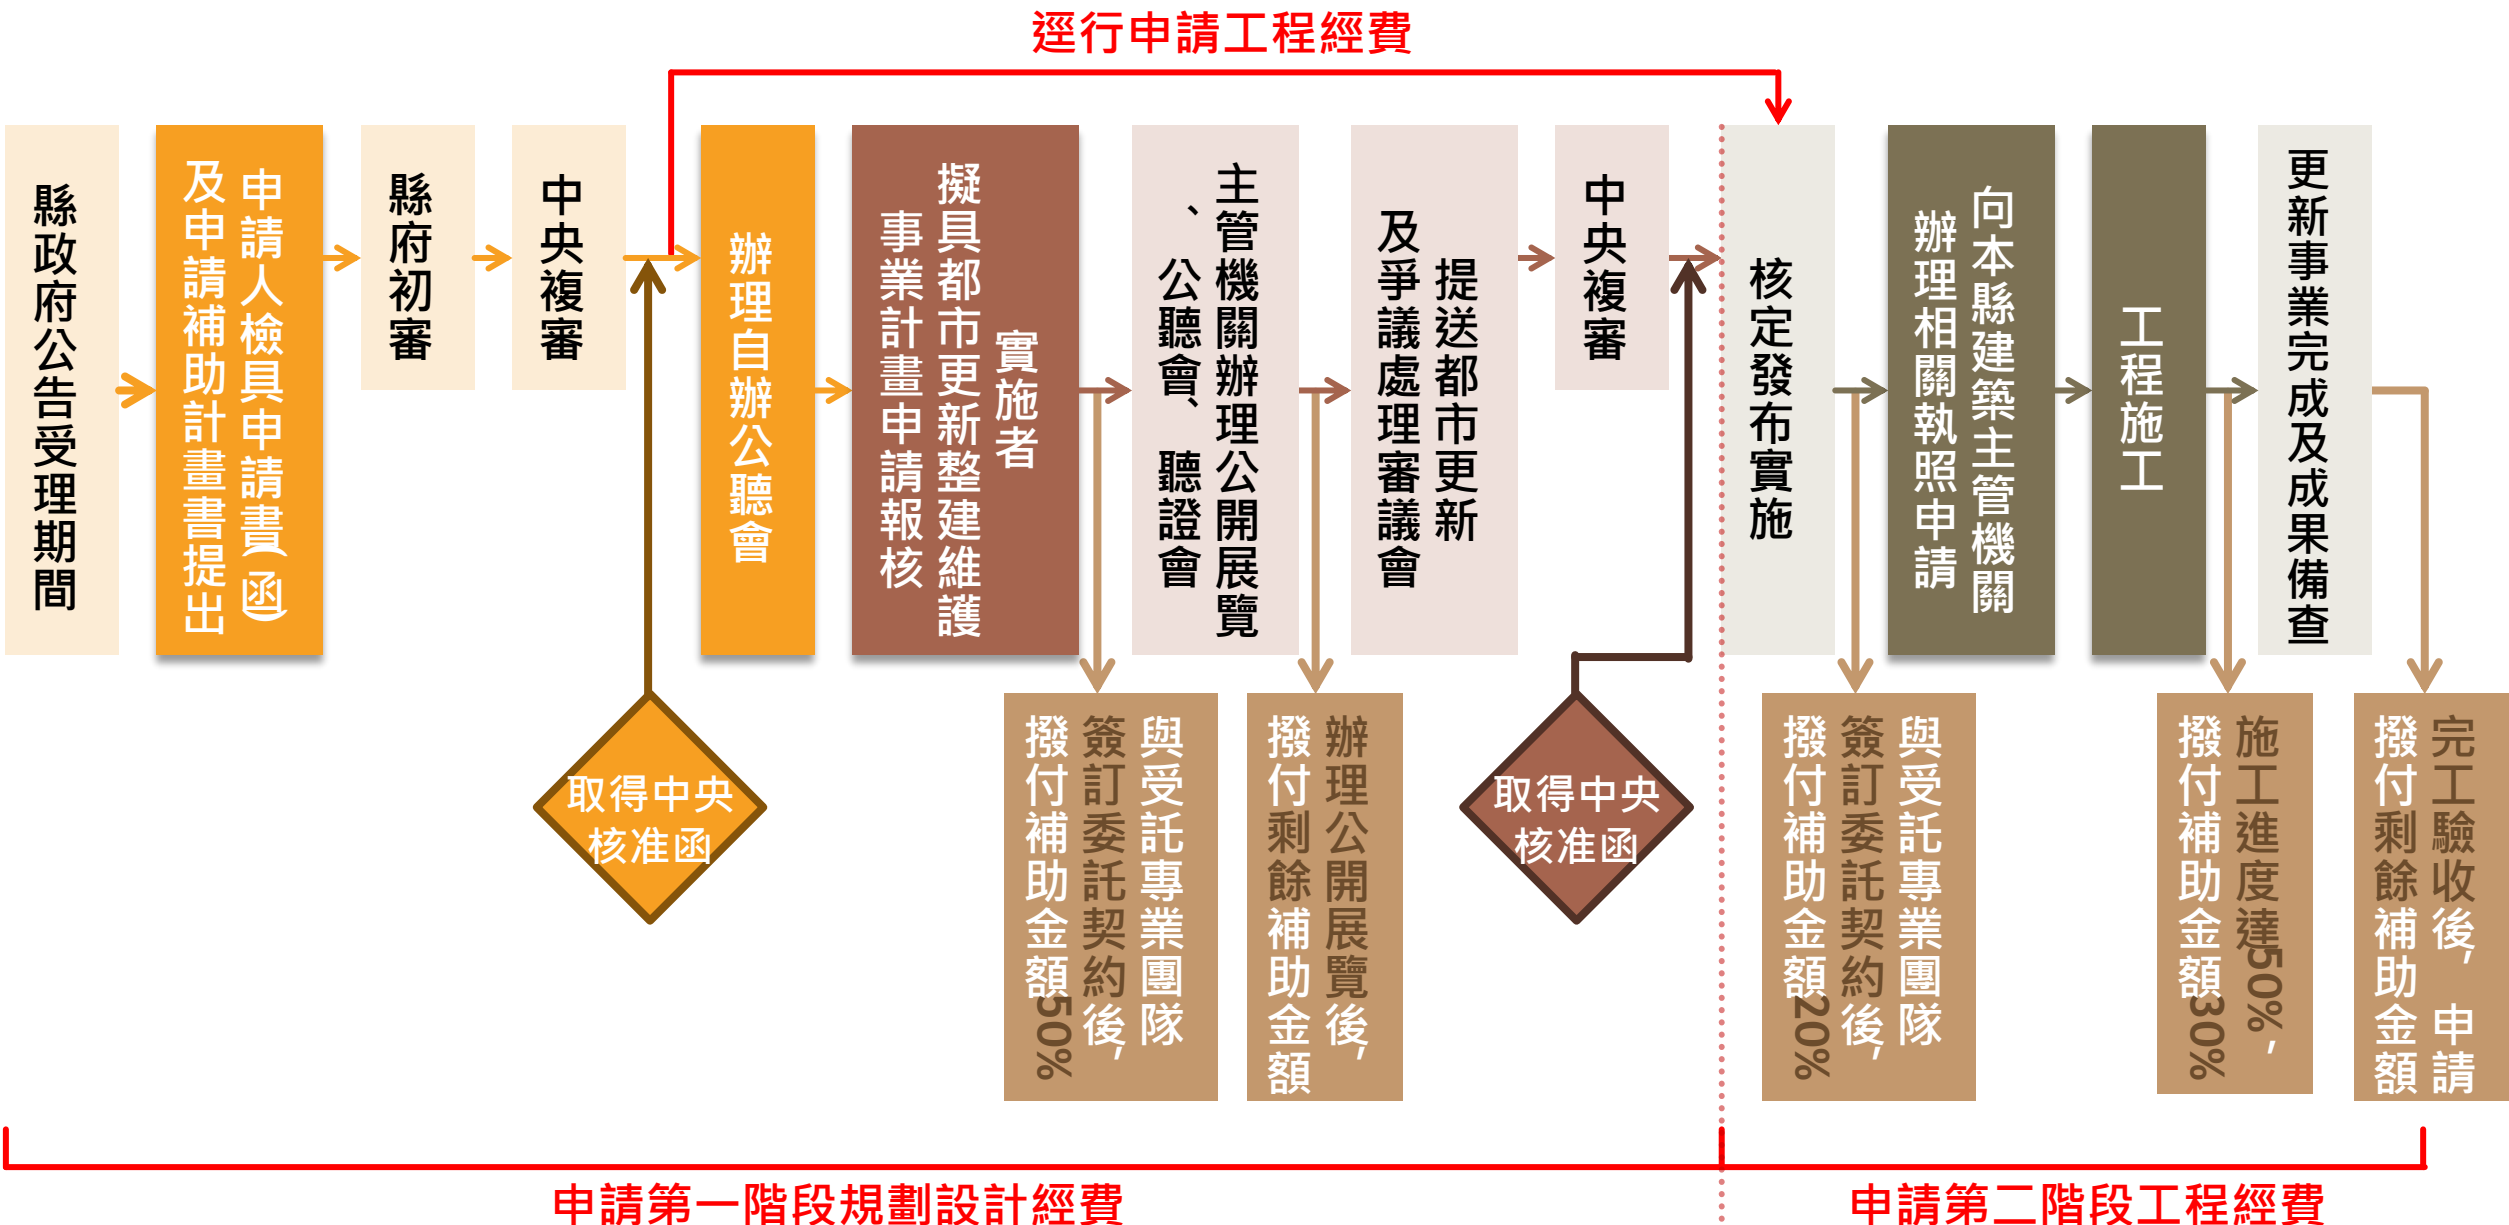 逕行申請工程經費
縣政府公告受理期間
申請人檢具申請書(函)
及申請補助計畫書提出
縣府初審
中央複審
辦理自辦公聽會
實施者
擬具都市更新整建維護
事業計畫申請報核
主管機關辦理公開展覽
、公聽會、聽證會
提送都市更新
及爭議處理審議會
中央複審
核定發布實施
向本縣建築主管機關
辦理相關執照申請
工程施工
更新事業完成及成果備查
取得中央
核准函
與受託專業團隊
簽訂委託契約後,
撥付補助金額50%
辦理公開展覽後,
撥付剩餘補助金額
取得中央
核准函
與受託專業團隊
簽訂委託契約後,
撥付補助金額20%
施工進度達50%,
撥付補助金額30%
完工驗收後,申請
撥付剩餘補助金額
申請第一階段規劃設計經費
申請第二階段工程經費